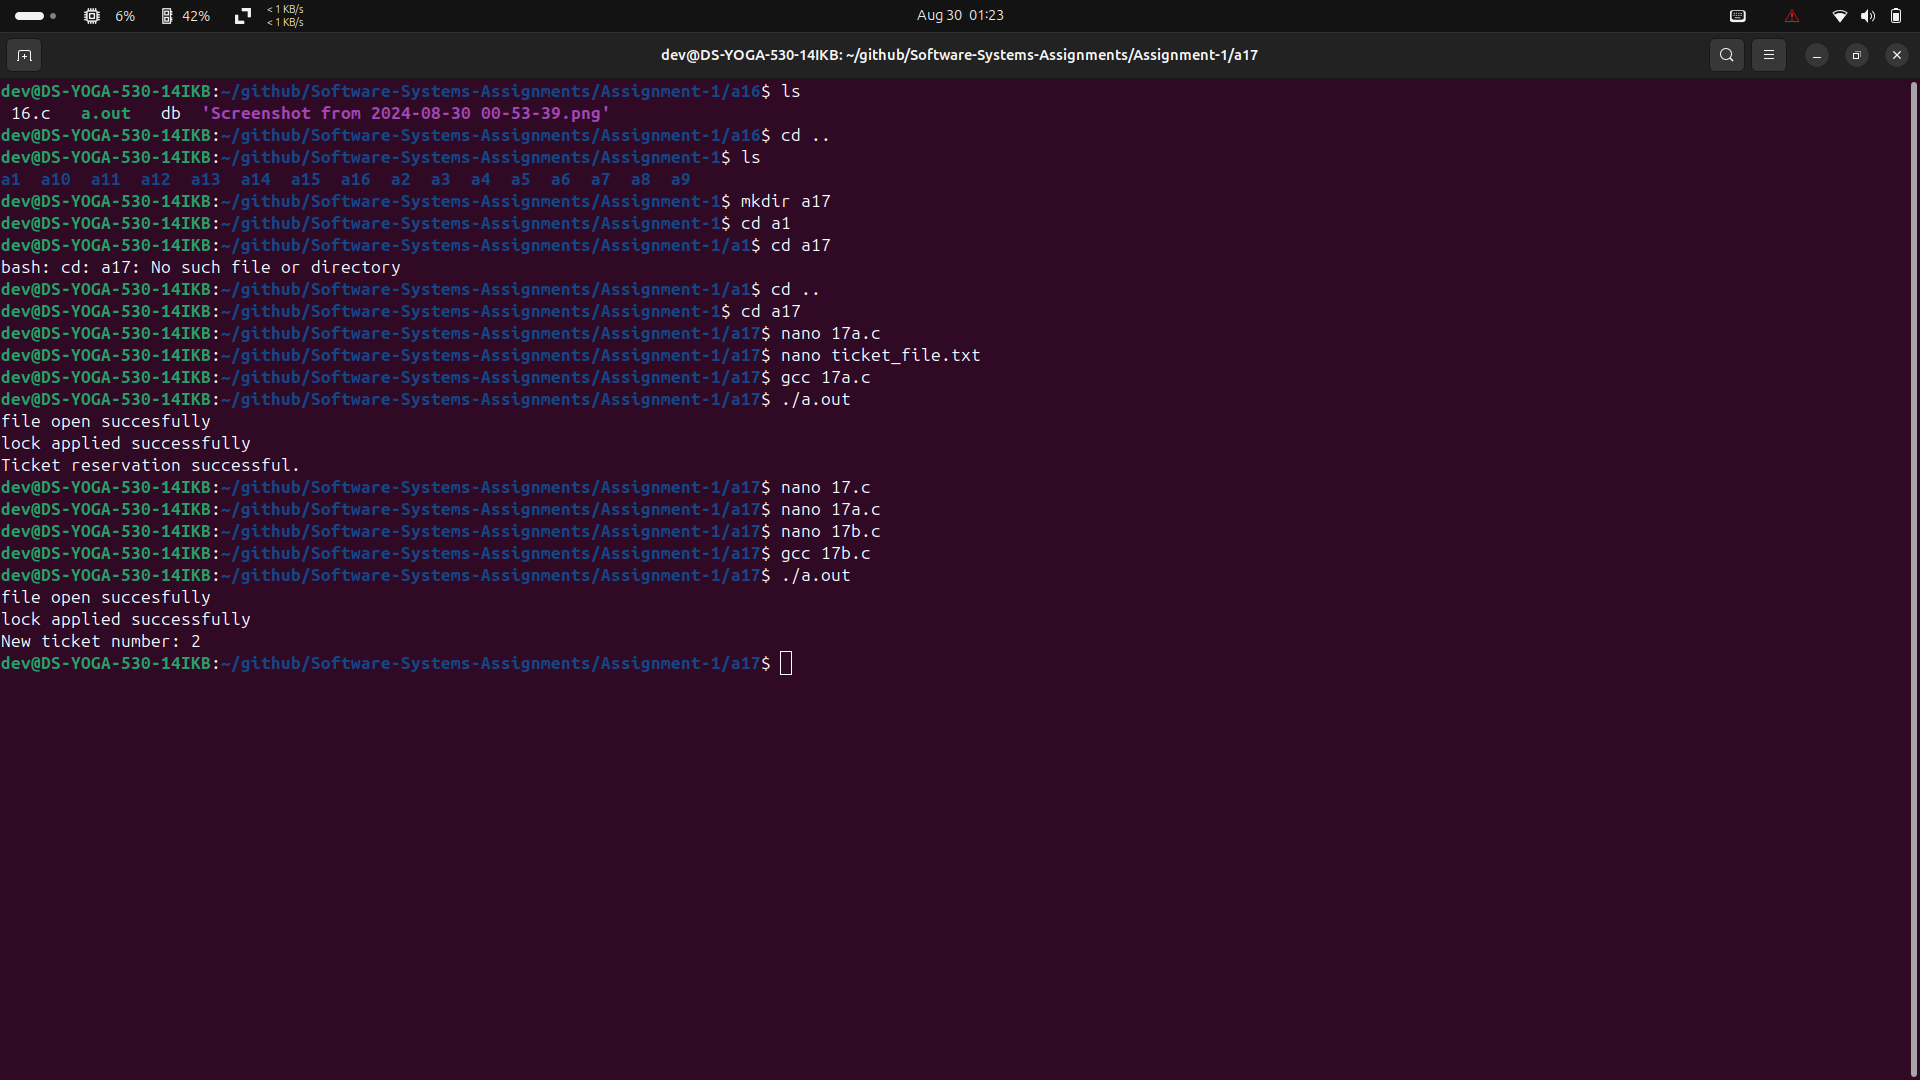 6% 42% < 1 KB/s
< 1 KB/s
Aug 30 01:23
dev@DS-YOGA-530-14IKB: ~/github/Software-Systems-Assignments/Assignment-1/a17
dev@DS-YOGA-530-14IKB:~/github/Software-Systems-Assignments/Assignment-1/a16$ ls
16.c a.out db 'Screenshot from 2024-08-30 00-53-39.png'
dev@DS-YOGA-530-14IKB:~/github/Software-Systems-Assignments/Assignment-1/a16$ cd ..
dev@DS-YOGA-530-14IKB:~/github/Software-Systems-Assignments/Assignment-1$ ls
a1 a10 a11 a12 a13 a14 a15 a16 a2 a3 a4 a5 a6 a7 a8 a9
dev@DS-YOGA-530-14IKB:~/github/Software-Systems-Assignments/Assignment-1$ mkdir a17
dev@DS-YOGA-530-14IKB:~/github/Software-Systems-Assignments/Assignment-1$ cd a1
dev@DS-YOGA-530-14IKB:~/github/Software-Systems-Assignments/Assignment-1/a1$ cd a17
bash: cd: a17: No such file or directory
dev@DS-YOGA-530-14IKB:~/github/Software-Systems-Assignments/Assignment-1/a1$ cd ..
dev@DS-YOGA-530-14IKB:~/github/Software-Systems-Assignments/Assignment-1$ cd a17
dev@DS-YOGA-530-14IKB:~/github/Software-Systems-Assignments/Assignment-1/a17$ nano 17a.c
dev@DS-YOGA-530-14IKB:~/github/Software-Systems-Assignments/Assignment-1/a17$ nano ticket_file.txt
dev@DS-YOGA-530-14IKB:~/github/Software-Systems-Assignments/Assignment-1/a17$ gcc 17a.c
dev@DS-YOGA-530-14IKB:~/github/Software-Systems-Assignments/Assignment-1/a17$ ./a.out
file open succesfully
lock applied successfully
Ticket reservation successful.
dev@DS-YOGA-530-14IKB:~/github/Software-Systems-Assignments/Assignment-1/a17$ nano 17.c
dev@DS-YOGA-530-14IKB:~/github/Software-Systems-Assignments/Assignment-1/a17$ nano 17a.c
dev@DS-YOGA-530-14IKB:~/github/Software-Systems-Assignments/Assignment-1/a17$ nano 17b.c
dev@DS-YOGA-530-14IKB:~/github/Software-Systems-Assignments/Assignment-1/a17$ gcc 17b.c
dev@DS-YOGA-530-14IKB:~/github/Software-Systems-Assignments/Assignment-1/a17$ ./a.out
file open succesfully
lock applied successfully
New ticket number: 2
dev@DS-YOGA-530-14IKB:~/github/Software-Systems-Assignments/Assignment-1/a17$